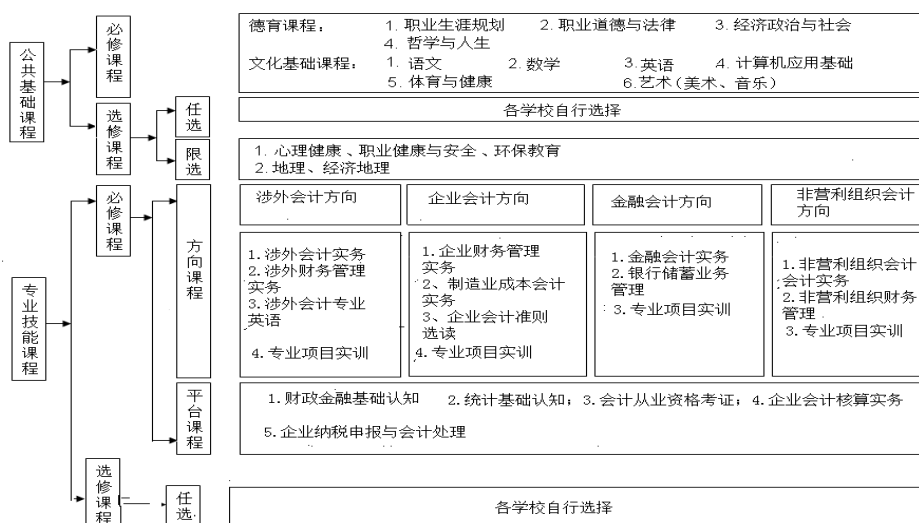 公共基础课程
必修课程
德育课程: 1. 职业生涯规划 2. 职业道德与法律 3. 经济政治与社会
4. 哲学与人生
文化基础课程: 1. 语文 2. 数学 3. 英语 4. 计算机应用基础
5. 体育与健康 6. 艺术(美术、音乐)
选修课程
任选
各学校自行选择
限选
1. 心理健康、职业健康与安全、环保教育
2. 地理、经济地理
专业技能课程
必修课程
方向课程
涉外会计方向
企业会计方向
金融会计方向
非营利组织会计
方向
1. 涉外会计实务
2. 涉外财务管理
实务
3. 涉外会计专业
英语
4. 专业项目实训
1. 企业财务管理
实务
2、制造业成本会计
实务
3、企业会计准则
选读
4. 专业项目实训
1. 金融会计实务
2. 银行储蓄业务
管理
3. 专业项目实训
1. 非营利组织会计
会计实务
2. 非营利组织财务
管理
3. 专业项目实训
平台课程
1. 财政金融基础认知 2. 统计基础认知; 3. 会计从业资格考证; 4. 企业会计核算实务
5. 企业纳税申报与会计处理
选修课程
任选
各学校自行选择